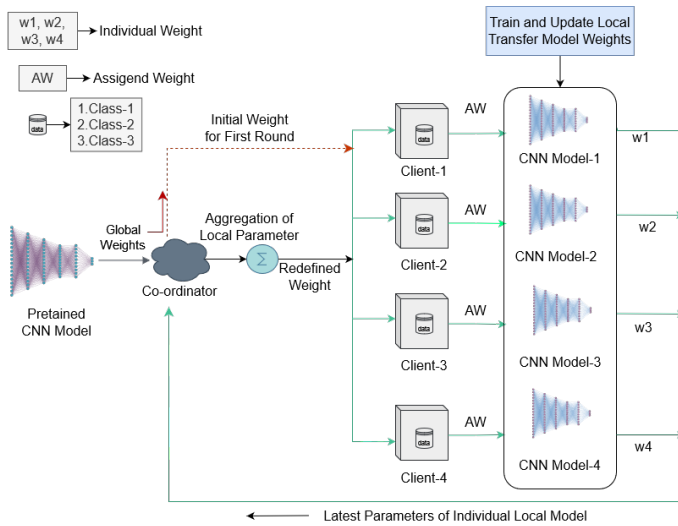 w1, w2,
w3, w4
Individual Weight
AW
Assigend Weight
data
1.Class-1
2.Class-2
3.Class-3
Train and Update Local
Transfer Model Weights
Initial Weight
for First Round
Global
Weights
Aggregation of
Local Parameter
Σ
Redefined
Weight
Co-ordinator
Pretained
CNN Model
data
Client-1
AW
CNN Model-1
w1
data
Client-2
AW
CNN Model-2
w2
data
Client-3
AW
CNN Model-3
w3
data
Client-4
AW
CNN Model-4
w4
Latest Parameters of Individual Local Model